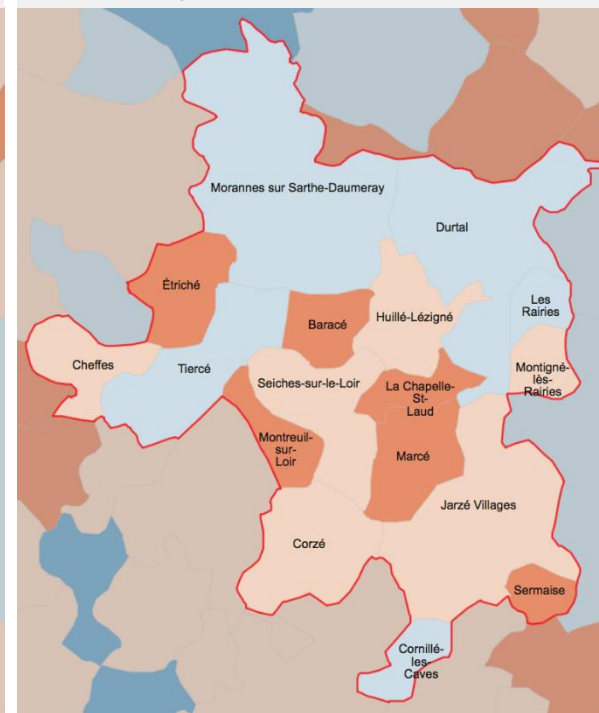 Morannes sur Sarthe-Daumeray
Durtal
Étriché
Les
Rairies
Huillé-Lézigné
Baracé
Cheffes
Tiercé
Montigné-
lès-
Rairies
Seiches-sur-le-Loir
La Chapelle-
St-
Laud
Montreuil-
sur-
Loir
Marcé
Jarzé Villages
Corzé
Sermaise
Cornillé-
les-
Caves